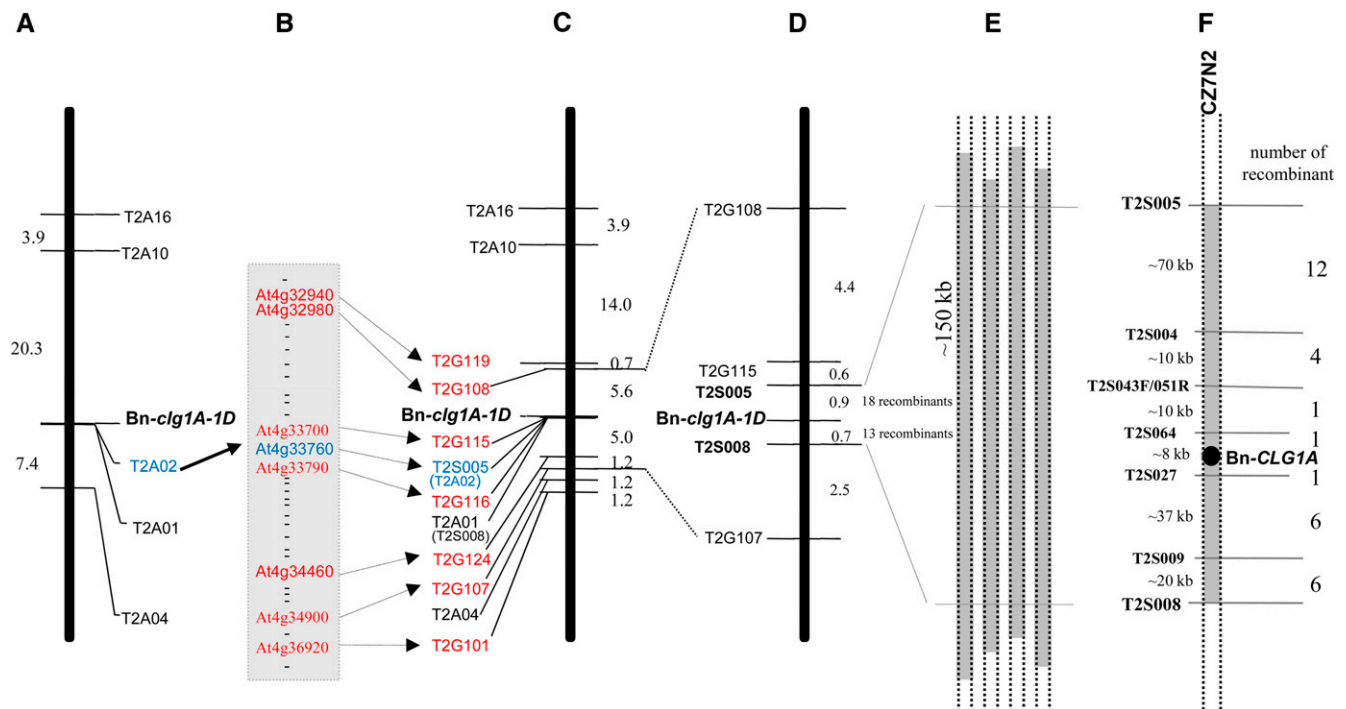 A
B
C
D
E
F
T2A16
3.9
T2A10
20.3
Bn-clg1A-1D
7.4
T2A02
T2A01
T2A04
At4g32940
At4g32980
At4g33700
At4g33760
At4g33790
At4g34460
At4g34900
At4g36920
T2A16
T2A10
T2G119
T2G108
Bn-clg1A-1D
T2G115
T2S005
(T2A02)
T2G116
T2A01
(T2S008)
T2G124
T2G107
T2A04
T2G101
3.9
14.0
0.7
5.6
5.0
1.2
1.2
1.2
T2G108
T2G115
T2S005
Bn-clg1A-1D
T2S008
T2G107
4.4
0.6
0.9
18 recombinants
0.7
13 recombinants
2.5
~150 kb
CZ7N2
number of
recombinant
T2S005
~70 kb
12
T2S004
~10 kb
4
T2S043F/051R
~10 kb
1
T2S064
1
~8 kb
Bn-CLG1A
T2S027
1
~37 kb
6
T2S009
~20 kb
6
T2S008